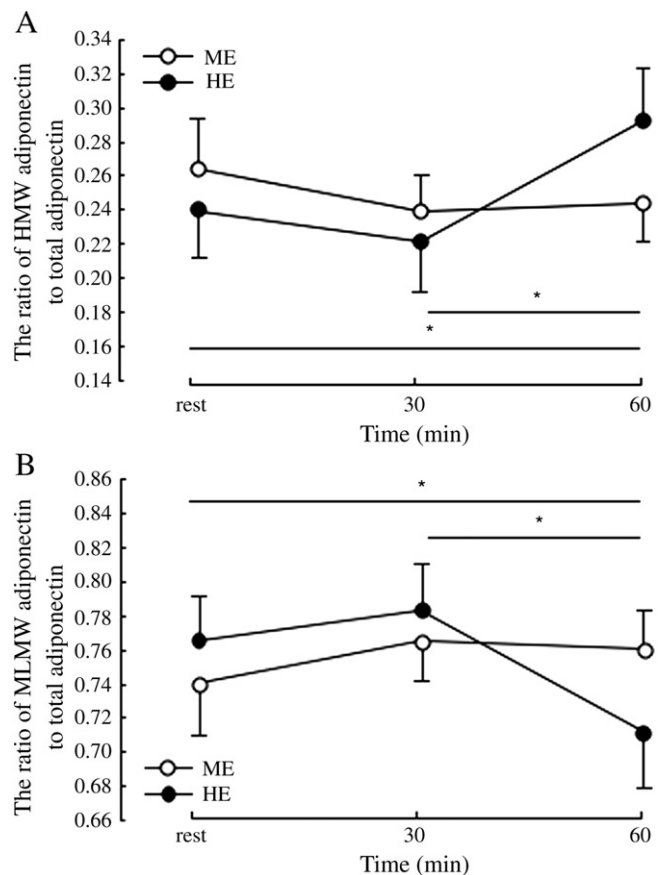 A
0.34
0.32
0.30
0.28
0.26
0.24
0.22
0.20
0.18
0.16
0.14
The ratio of HMW adiponectin
to total adiponectin
ME
HE
*
*
rest
30
60
Time (min)
B
0.86
0.84
0.82
0.80
0.78
0.76
0.74
0.72
0.70
0.68
0.66
The ratio of MLMW adiponectin
to total adiponectin
*
*
ME
HE
rest
30
60
Time (min)